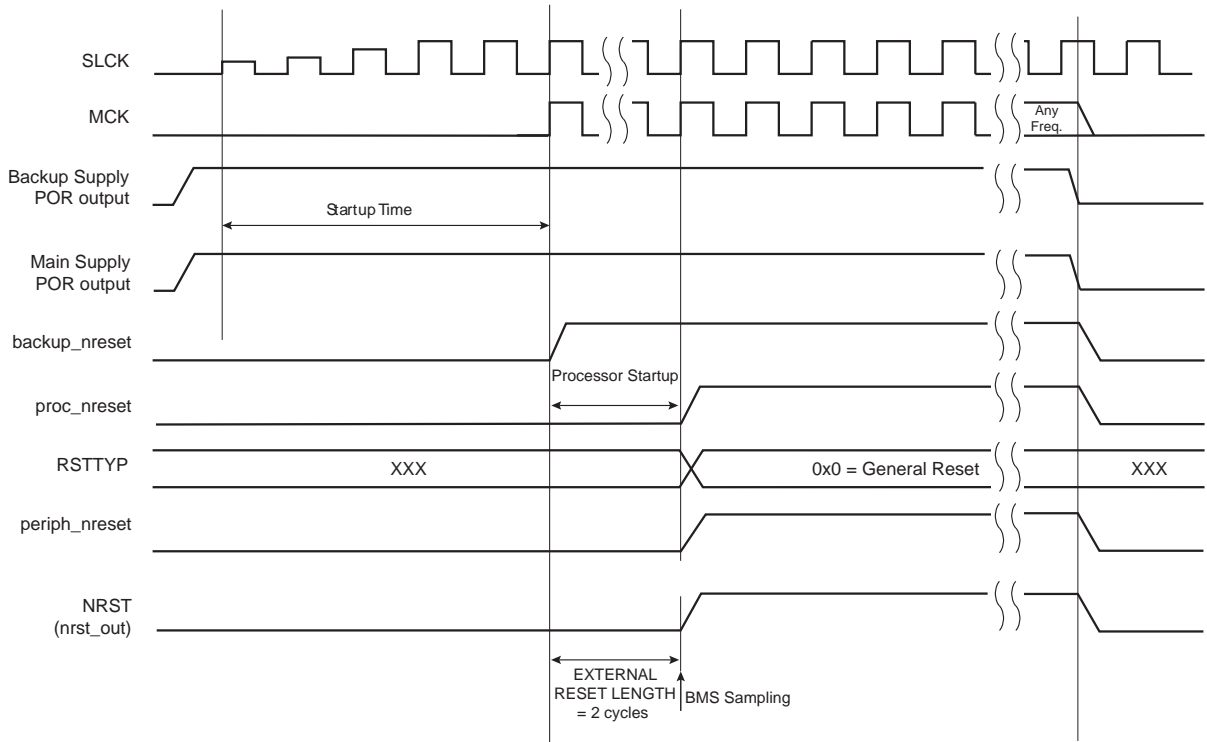 SLCK
MCK
Any
Freq.
Backup Supply
POR output
Startup Time
Main Supply
POR output
backup_nreset
Processor Startup
proc_nreset
RSTTYP
XXX
0x0 = General Reset
XXX
periph_nreset
NRST
(nrst_out)
EXTERNAL
RESET LENGTH
= 2 cycles
BMS Sampling